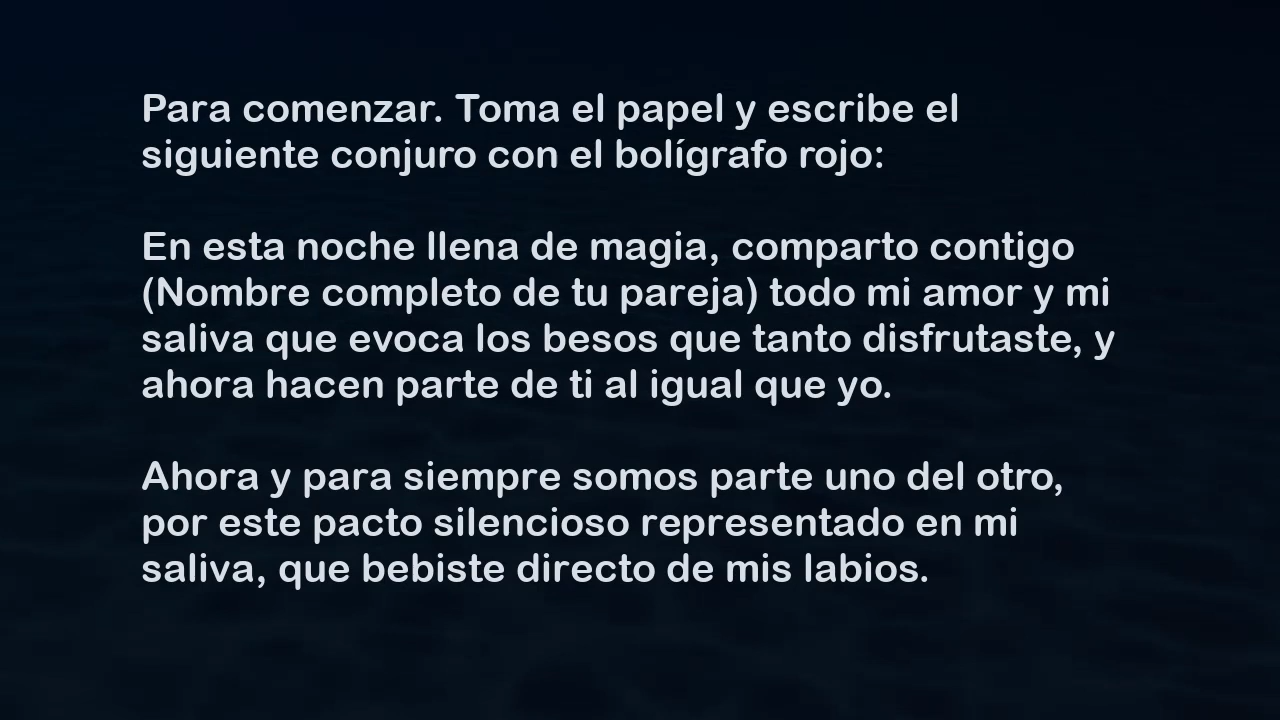 Para comenzar. Toma el papel y escribe el
siguiente conjuro con el bolígrafo rojo:
En esta noche llena de magia, comparto contigo
(Nombre completo de tu pareja) todo mi amor y mi
saliva que evoca los besos que tanto disfrutaste, y
ahora hacen parte de ti al igual que yo.
Ahora y para siempre somos parte uno del otro,
por este pacto silencioso representado en mi
saliva, que bebiste directo de mis labios.